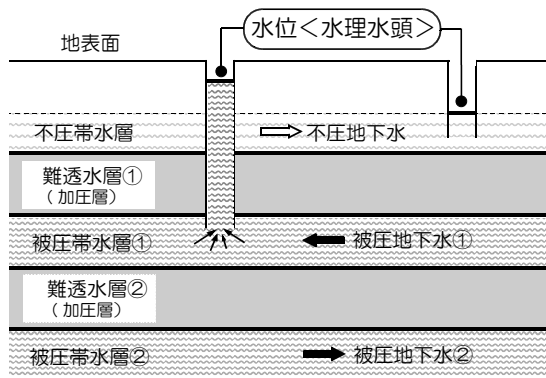 水位＜水理水頭＞
地表面
不圧帯水層
不圧地下水
難透水層①
（加圧層）
被圧帯水層①
被圧地下水①
難透水層②
（加圧層）
被圧帯水層②
被圧地下水②